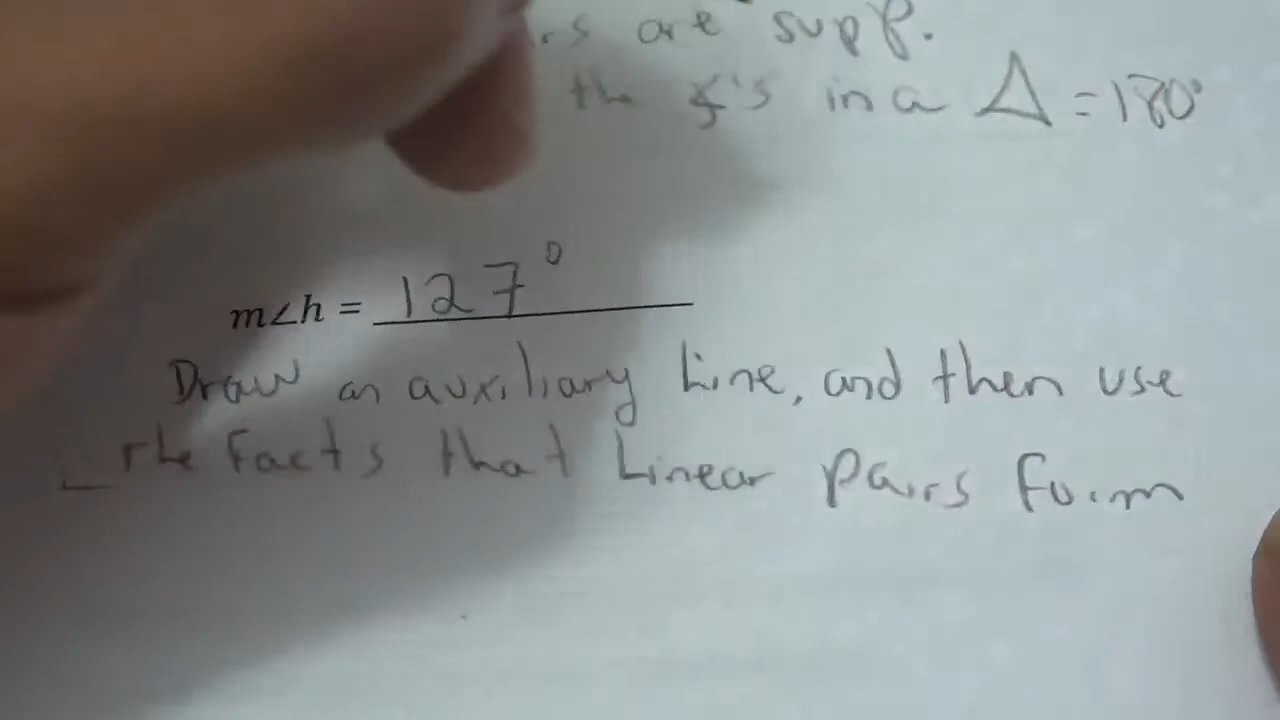 are supp.
the ∡'s in a △ = 180°
m∠h = 127°
Draw an auxiliary Line, and then use
the facts that Linear Pairs Form